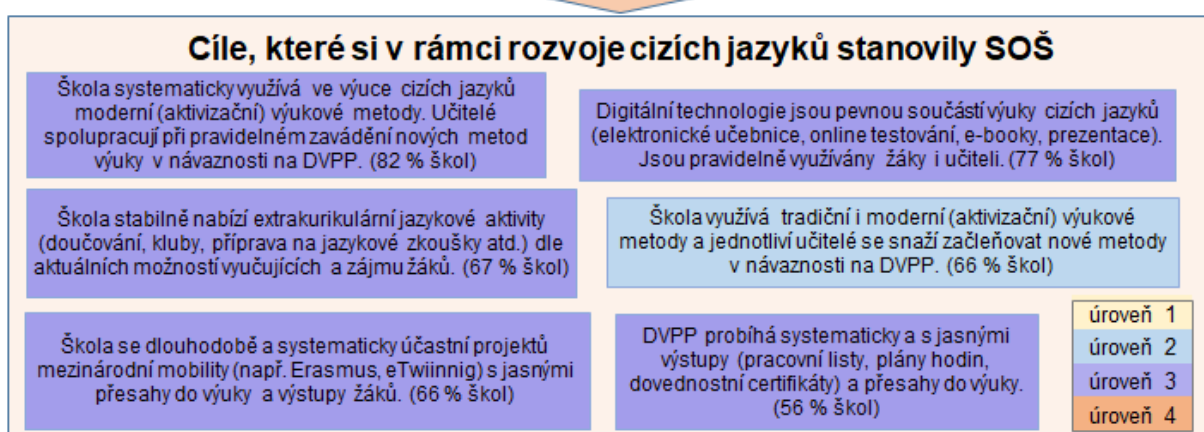 Cíle, které si v rámci rozvoje cizích jazyků stanovily SOŠ
Škola systematicky využívá ve výuce cizích jazyků
moderní (aktivizační) výukové metody. Učitelé
spolupracují při pravidelném zavádění nových metod
výuky v návaznosti na DVPP. (82 % škol)
Digitální technologie jsou pevnou součástí výuky cizích jazyků
(elektronické učebnice, online testování, e-booky, prezentace).
Jsou pravidelně využívány žáky i učiteli. (77 % škol)
Škola stabilně nabízí extrakurikulární jazykové aktivity
(doučování, kluby, příprava na jazykové zkoušky atd.) dle
aktuálních možností vyučujících a zájmu žáků. (67 % škol)
Škola využívá tradiční i moderní (aktivizační) výukové
metody a jednotliví učitelé se snaží začleňovat nové metody
v návaznosti na DVPP. (66 % škol)
Škola se dlouhodobě a systematicky účastní projektů
mezinárodní mobility (např. Erasmus, eTwiinnig) s jasnými
přesahy do výuky a výstupy žáků. (66 % škol)
DVPP probíhá systematicky a s jasnými
výstupy (pracovní listy, plány hodin,
dovednostní certifikáty) a přesahy do výuky.
(56 % škol)
úroveň 1
úroveň 2
úroveň 3
úroveň 4